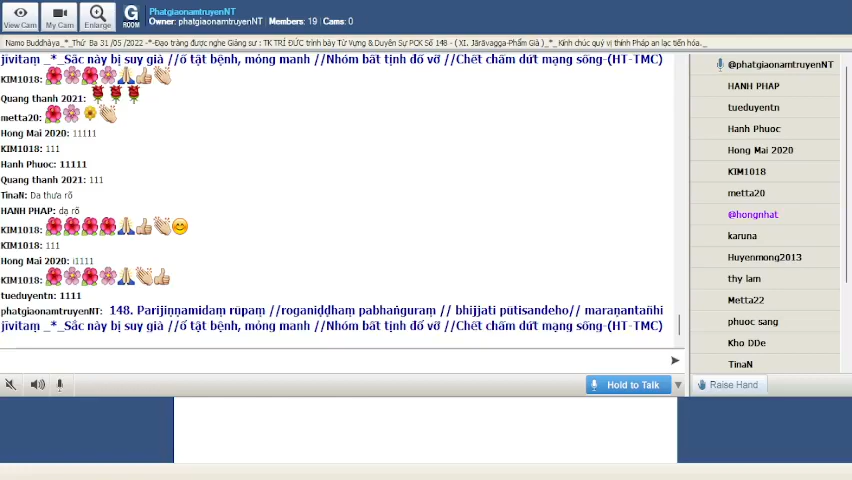 PhatgiaonamtruyenNT
Owner: phatgiaonamtruyenNT Members: 19 Cams: 0
View Cam
My Cam
Enlarge
G
ROOM
Namo Buddhàya_*_Thứ Ba 31 /05 /2022 -*-Đạo tràng được nghe Giảng sư : TK TRÍ ĐỨC trình bày Từ Vựng & Duyên Sự PCK Số 148 - ( XI. Jārāvagga-Phẩm Già )_*_Kính chúc quý vị thính Pháp an lạc tiến hóa._
jīvitaṃ _*_Sắc này bị suy già //ổ tật bệnh, mỏng manh //Nhóm bất tịnh đổ vỡ //Chết chấm dứt mạng sống-(HT-TMC)
KIM1018:
Quang thanh 2021:
metta20:
Hong Mai 2020: 11111
KIM1018: 111
Hanh Phuoc: 11111
Quang thanh 2021: 111
TinaN: Da thưa rõ
HANH PHAP: dạ rõ
KIM1018:
KIM1018: 111
Hong Mai 2020: i1111
KIM1018:
tueduyentn: 1111
phatgiaonamtruyenNT: 148. Parijiṇṇamidaṃ rūpaṃ //roganiḍḍhaṃ pabhaṅguraṃ // bhijjati pūtisandeho// maraṇantañhi
jīvitaṃ _*_Sắc này bị suy già //ổ tật bệnh, mỏng manh //Nhóm bất tịnh đổ vỡ //Chết chấm dứt mạng sống-(HT-TMC)
Hold to Talk
@phatgiaonamtruyenNT
HANH PHAP
tueduyentn
Hanh Phuoc
Hong Mai 2020
KIM1018
metta20
@hongnhat
karuna
Huyenmong2013
thy lam
Metta22
phuoc sang
Kho DDe
TinaN
Raise Hand